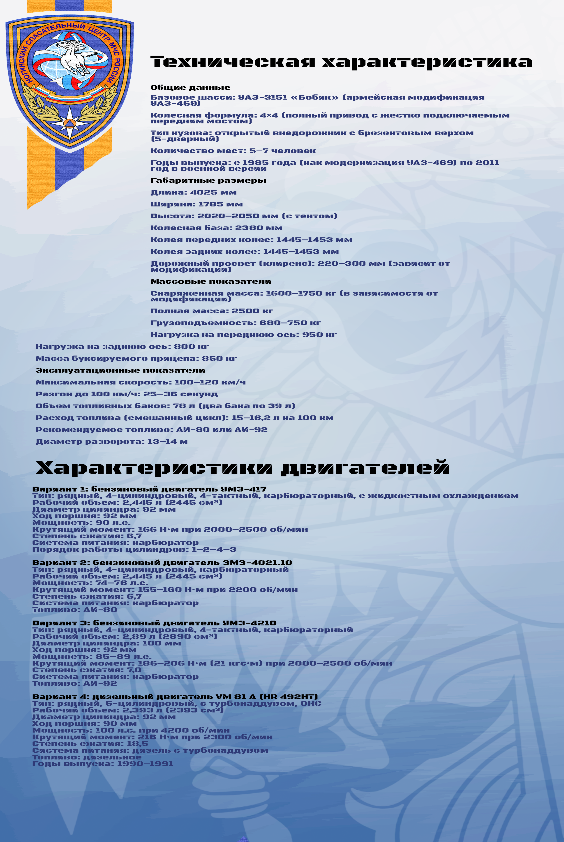 НОГИНСКИЙ СПАСАТЕЛЬНЫЙ ЦЕНТР МЧС РОССИИ
Техническая характеристика
Общие данные
Базовое шасси: УАЗ-3151 «Бобик» (армейская модификация
УАЗ-469)
Колесная формула: 4×4 (полный привод с жестко подключаемым
передним мостом)
Тип кузова: открытый внедорожник с брезентовым верхом
(5-дверный)
Количество мест: 5–7 человек
Годы выпуска: с 1985 года (как модернизация УАЗ-469) по 2011
год в военной версии
Габаритные размеры
Длина: 4025 мм
Ширина: 1785 мм
Высота: 2020–2050 мм (с тентом)
Колесная база: 2380 мм
Колея передних колес: 1445–1453 мм
Колея задних колес: 1445–1453 мм
Дорожный просвет (клиренс): 220–300 мм (зависит от
модификации)
Массовые показатели
Снаряженная масса: 1600–1750 кг (в зависимости от
модификации)
Полная масса: 2500 кг
Грузоподъемность: 680–750 кг
Нагрузка на переднюю ось: 950 кг
Нагрузка на заднюю ось: 800 кг
Масса буксируемого прицепа: 850 кг
Эксплуатационные показатели
Максимальная скорость: 100–120 км/ч
Разгон до 100 км/ч: 25–36 секунд
Объем топливных баков: 78 л (два бака по 39 л)
Расход топлива (смешанный цикл): 15–16,2 л на 100 км
Рекомендуемое топливо: АИ-80 или АИ-92
Диаметр разворота: 13–14 м
Характеристики двигателей
Вариант 1: бензиновый двигатель УМЗ-417
Тип: рядный, 4-цилиндровый, 4-тактный, карбюраторный, с жидкостным охлаждением
Рабочий объем: 2,445 л (2445 см³)
Диаметр цилиндра: 92 мм
Ход поршня: 92 мм
Мощность: 90 л.с.
Крутящий момент: 166 Н·м при 2000–2500 об/мин
Степень сжатия: 6,7
Система питания: карбюратор
Порядок работы цилиндров: 1–2–4–3
Вариант 2: бензиновый двигатель ЗМЗ-4021.10
Тип: рядный, 4-цилиндровый, карбюраторный
Рабочий объем: 2,445 л (2445 см³)
Мощность: 74–76 л.с.
Крутящий момент: 155–160 Н·м при 2200 об/мин
Степень сжатия: 6,7
Система питания: карбюратор
Топливо: АИ-80
Вариант 3: бензиновый двигатель УМЗ-4218
Тип: рядный, 4-цилиндровый, 4-тактный, карбюраторный
Рабочий объем: 2,89 л (2890 см³)
Диаметр цилиндра: 100 мм
Ход поршня: 92 мм
Мощность: 86–89 л.с.
Крутящий момент: 186–206 Н·м (21 кгс·м) при 2000–2500 об/мин
Степень сжатия: 7,0
Система питания: карбюратор
Топливо: АИ-92
Вариант 4: дизельный двигатель VM 81 A (HR 492HT)
Тип: рядный, 5-цилиндровый, с турбонаддувом, OHC
Рабочий объем: 2,393 л (2393 см³)
Диаметр цилиндра: 92 мм
Ход поршня: 90 мм
Мощность: 100 л.с. при 4200 об/мин
Крутящий момент: 216 Н·м при 2300 об/мин
Степень сжатия: 18,5
Система питания: дизель с турбонаддувом
Топливо: дизельное
Годы выпуска: 1990–1991